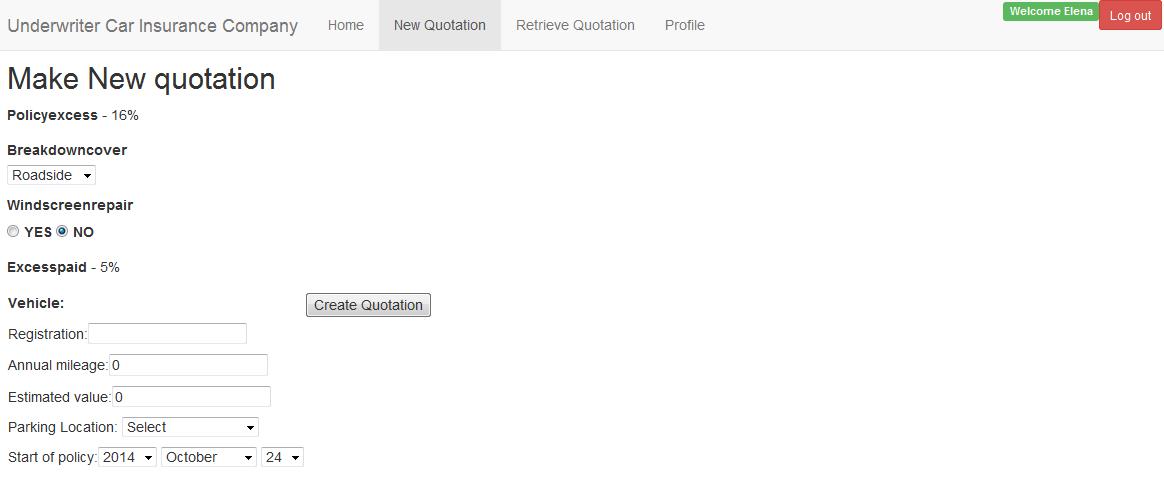 Underwriter Car Insurance Company Home New Quotation Retrieve Quotation Profile Welcome Elena Log out
Make New quotation
Policyexcess - 16%
Breakdowncover
Roadside
Windscreenrepair
YES NO
Excesspaid - 5%
Vehicle: Create Quotation
Registration:
Annual mileage: 0
Estimated value: 0
Parking Location: Select
Start of policy: 2014 October 24